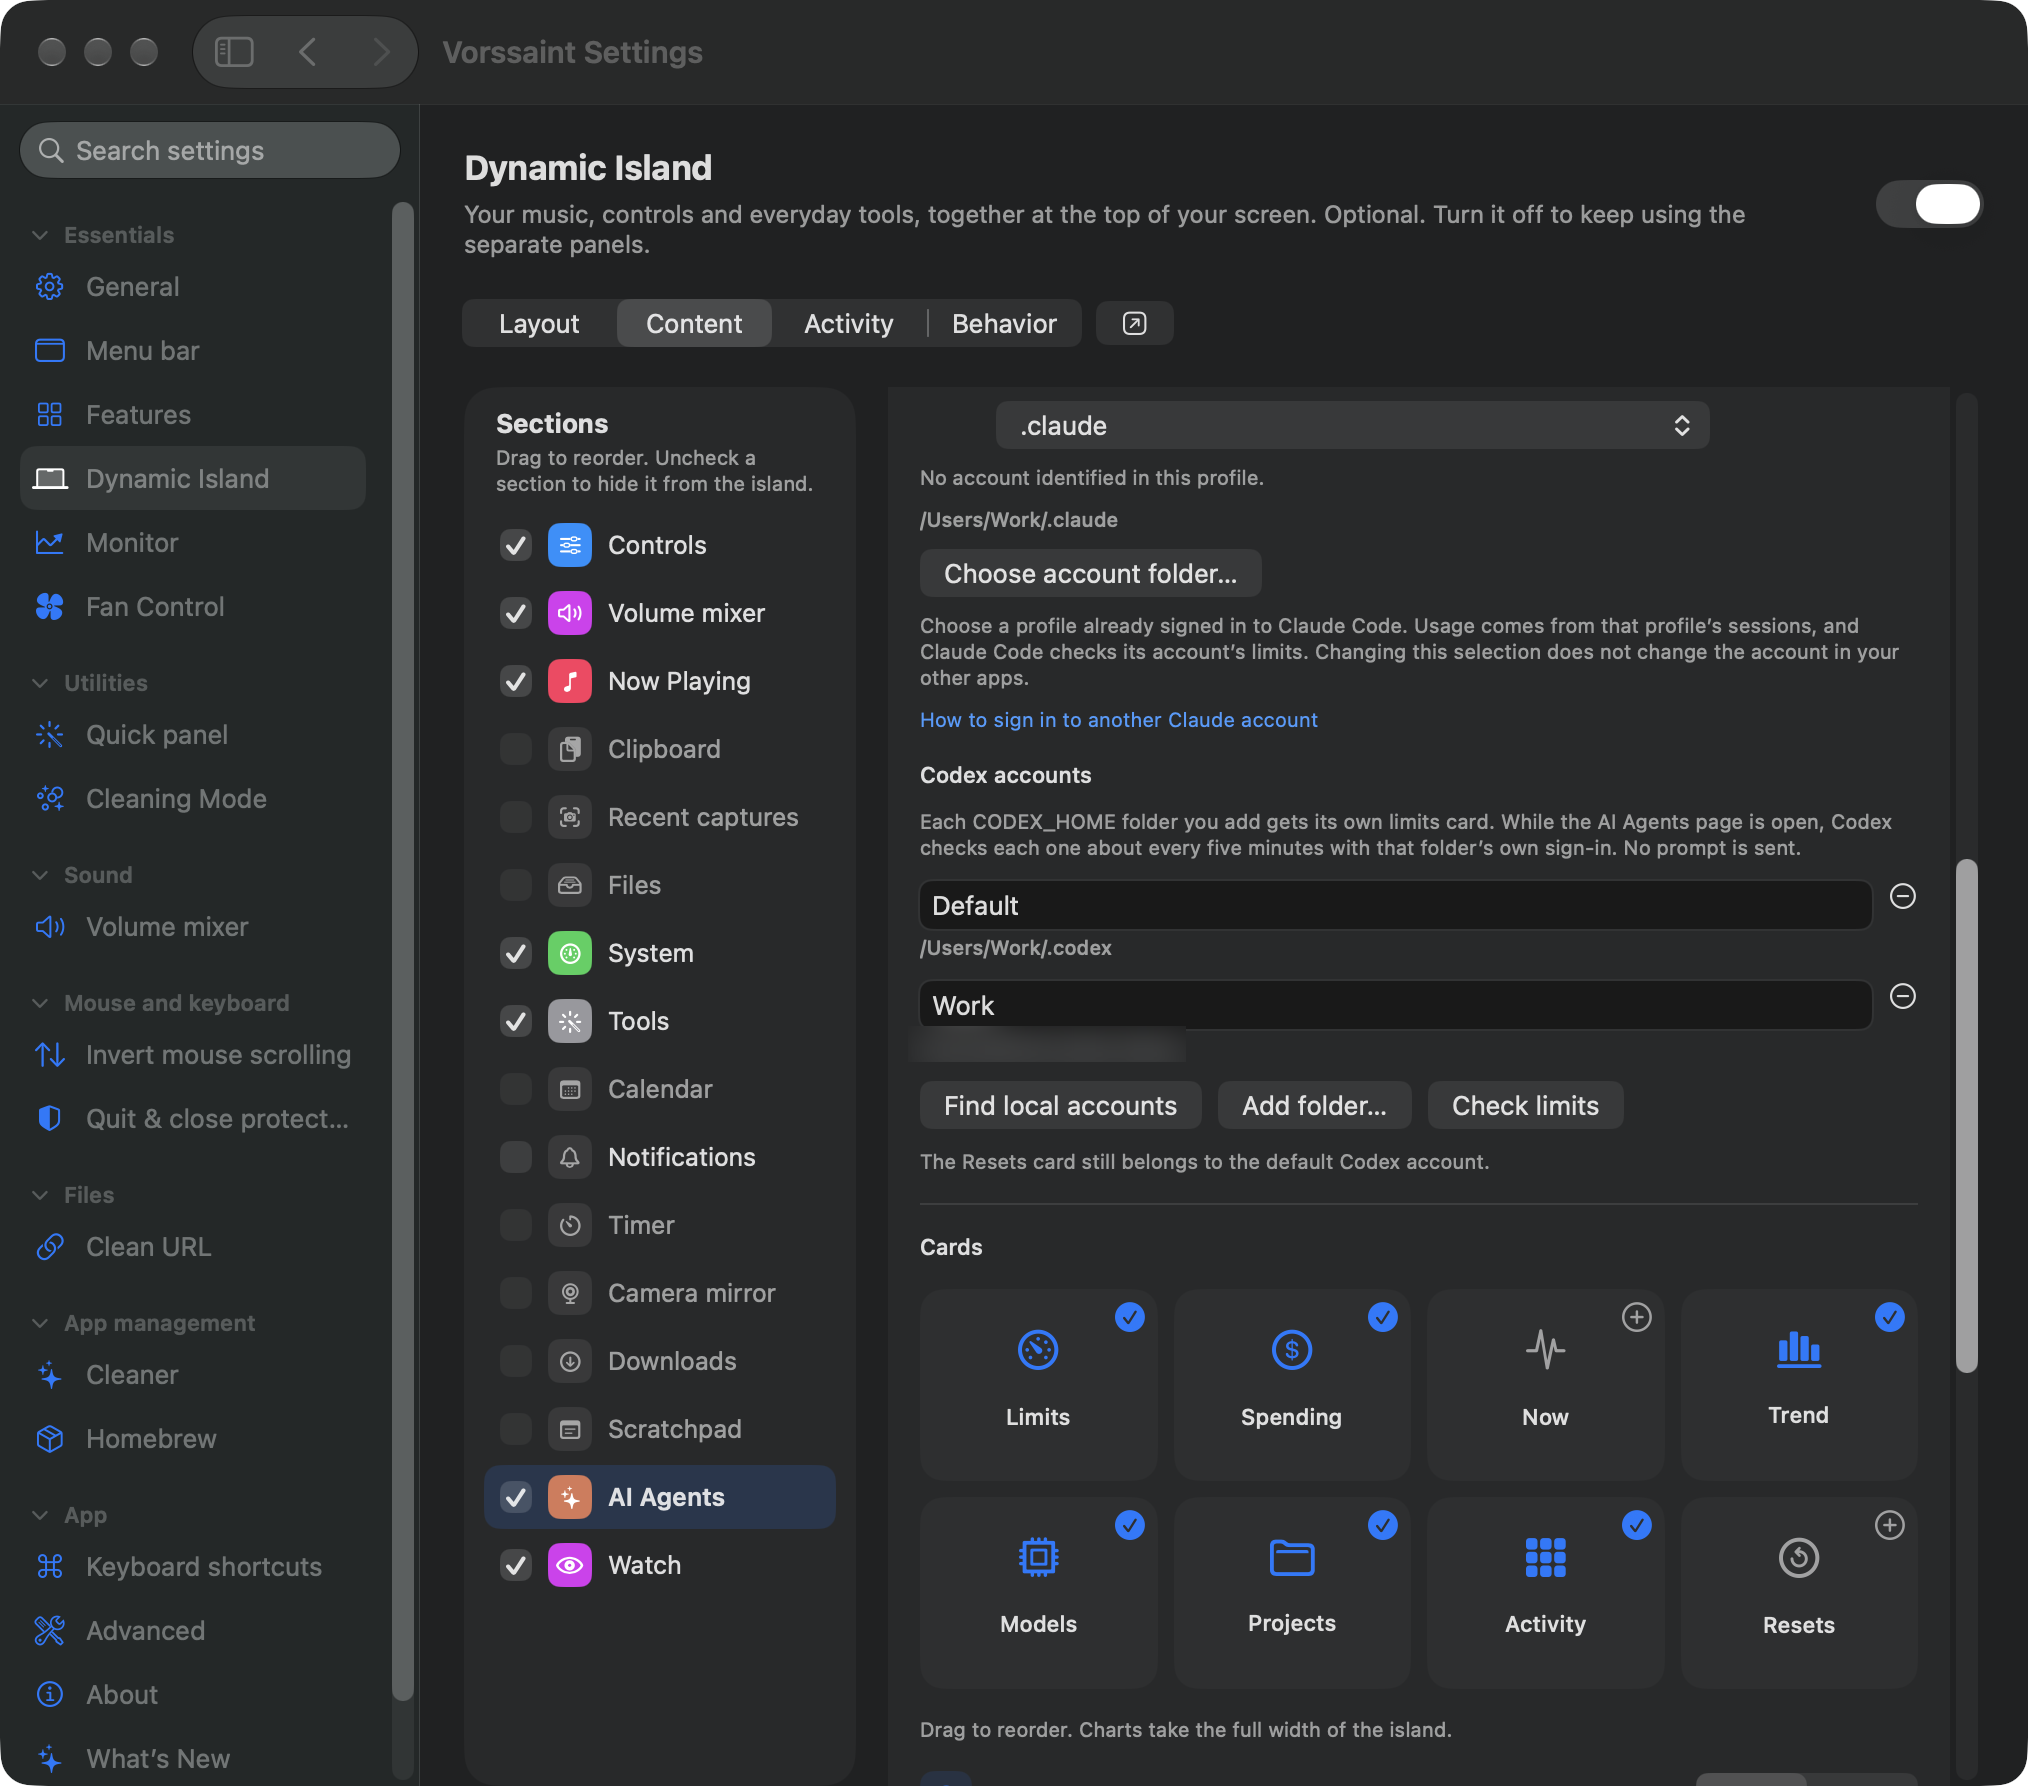 Vorssaint Settings
Search settings
Essentials
General
Menu bar
Features
Dynamic Island
Monitor
Fan Control
Utilities
Quick panel
Cleaning Mode
Sound
Volume mixer
Mouse and keyboard
Invert mouse scrolling
Quit & close protect...
Files
Clean URL
App management
Cleaner
Homebrew
App
Keyboard shortcuts
Advanced
About
What's New
Dynamic Island
Your music, controls and everyday tools, together at the top of your screen. Optional. Turn it off to keep using the
separate panels.
Layout
Content
Activity
Behavior
Sections
Drag to reorder. Uncheck a
section to hide it from the island.
Controls
Volume mixer
Now Playing
Clipboard
Recent captures
Files
System
Tools
Calendar
Notifications
Timer
Camera mirror
Downloads
Scratchpad
AI Agents
Watch
.claude
No account identified in this profile.
/Users/Work/.claude
Choose account folder...
Choose a profile already signed in to Claude Code. Usage comes from that profile's sessions, and
Claude Code checks its account's limits. Changing this selection does not change the account in your
other apps.
How to sign in to another Claude account
Codex accounts
Each CODEX_HOME folder you add gets its own limits card. While the AI Agents page is open, Codex
checks each one about every five minutes with that folder's own sign-in. No prompt is sent.
Default
/Users/Work/.codex
Work
Find local accounts
Add folder...
Check limits
The Resets card still belongs to the default Codex account.
Cards
Limits
Spending
Now
Trend
Models
Projects
Activity
Resets
Drag to reorder. Charts take the full width of the island.